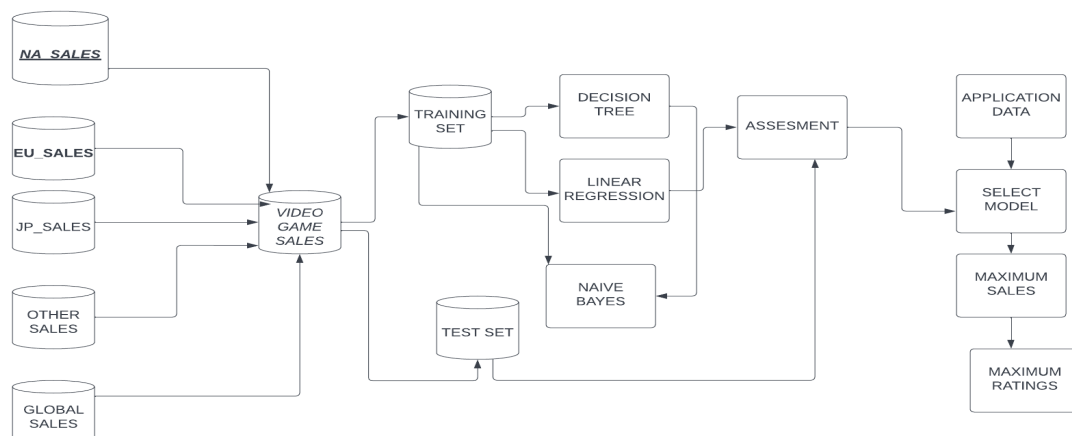 NA_SALES
EU_SALES
JP_SALES
OTHER
SALES
GLOBAL
SALES
VIDEO
GAME
SALES
TRAINING
SET
TEST SET
DECISION
TREE
LINEAR
REGRESSION
NAIVE
BAYES
ASSESMENT
APPLICATION
DATA
SELECT
MODEL
MAXIMUM
SALES
MAXIMUM
RATINGS